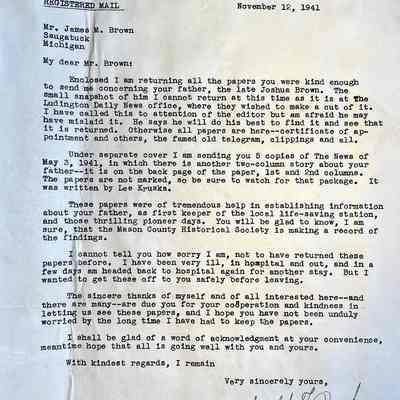 REGISTERED MAIL
November 12, 1941
Mr. James M. Brown
Saugatuck
Michigan
My dear Mr. Brown:
Enclosed I am returning all the papers you were kind enough
to send me concerning your father, the late Joshua Brown. The
small snapshot of him I cannot return at this time as it is at The
Ludington Daily News office, where they wished to make a cut of it.
I have called this to attention of the editor but am afraid he may
have mislaid it. He says he will do his best to find it and see that
it is returned. Otherwise all papers are here--certificate of ap-
pointment and others, the famed old telegram, clippings and all.
Under separate cover I am sending you 5 copies of The News of
May 3, 1941, in which there is another two-column story about your
father--it is on the back page of the paper, 1st and 2nd columns.
The papers are not marked, so be sure to watch for that package. It
was written by Lee
These papers were of tremendous help in establishing information
about your father, as first keeper of the local life-saving station,
and those thrilling pioneer days. You will be glad to know, I am
sure, that the Mason County Historical Society is making a record of
the findings.
I cannot tell you how sorry I am, not to have returned these
papers before. I have been very ill, in hospital and out, and in a
few days am headed back to hospital again for another stay. But I
wanted to get these off to you safely before leaving.
The sincere thanks of myself and of all interested here--and
there are many--are due you for your cooperation and kindness in
letting us see these papers, and I hope you have not been unduly
worried by the long time I have had to keep the papers.
I shall be glad of a word of acknowledgment at your convenience,
meantime hope that all is going well with you and yours.
With kindest regards, I remain
Very sincerely yours,